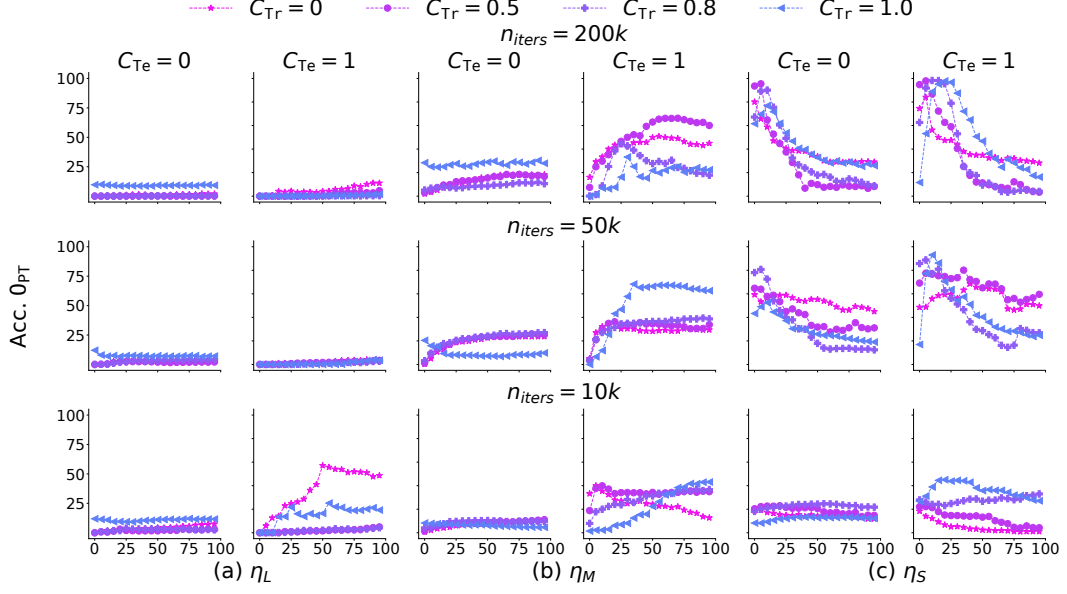 C_Tr = 0 C_Tr = 0.5 C_Tr = 0.8 C_Tr = 1.0
n_iters = 200k
C_Te = 0 C_Te = 1 C_Te = 0 C_Te = 1 C_Te = 0 C_Te = 1
100
75
50
25
n_iters = 50k
100
75
50
25
Acc. 0_PT
n_iters = 10k
100
75
50
25
0 25 50 75 100 0 25 50 75 100 0 25 50 75 100 0 25 50 75 100 0 25 50 75 100 0 25 50 75 100
(a) η_L (b) η_M (c) η_S